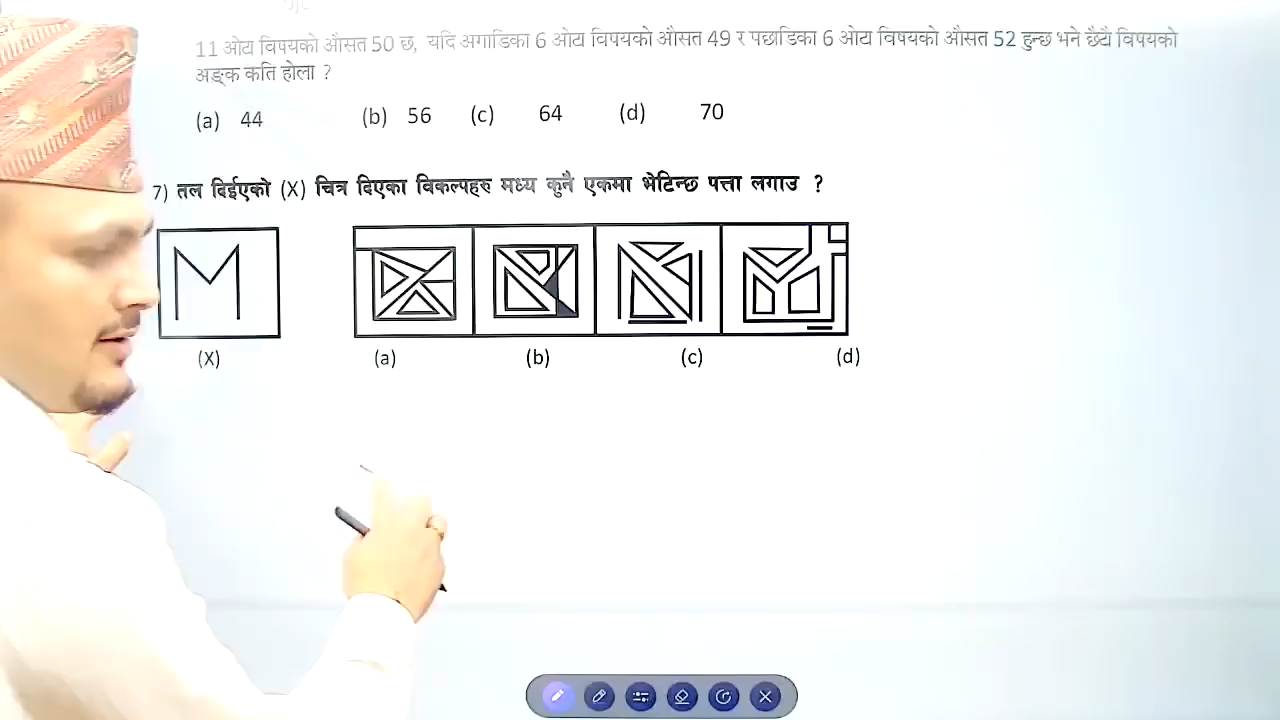 11 ओटा विषयको औसत 50 छ, यदि अगाडिका 6 ओटा विषयको औसत 49 र पछाडिका 6 ओटा विषयको औसत 52 हुन्छ भने छैटौ विषयको
अङ्क कति होला ?
(a) 44 (b) 56 (c) 64 (d) 70
7) तल दिईएको (X) चित्र दिएका विकल्पहरु मध्य कुनै एकमा भेटिन्छ पत्ता लगाउ ?
(X) (a) (b) (c) (d)